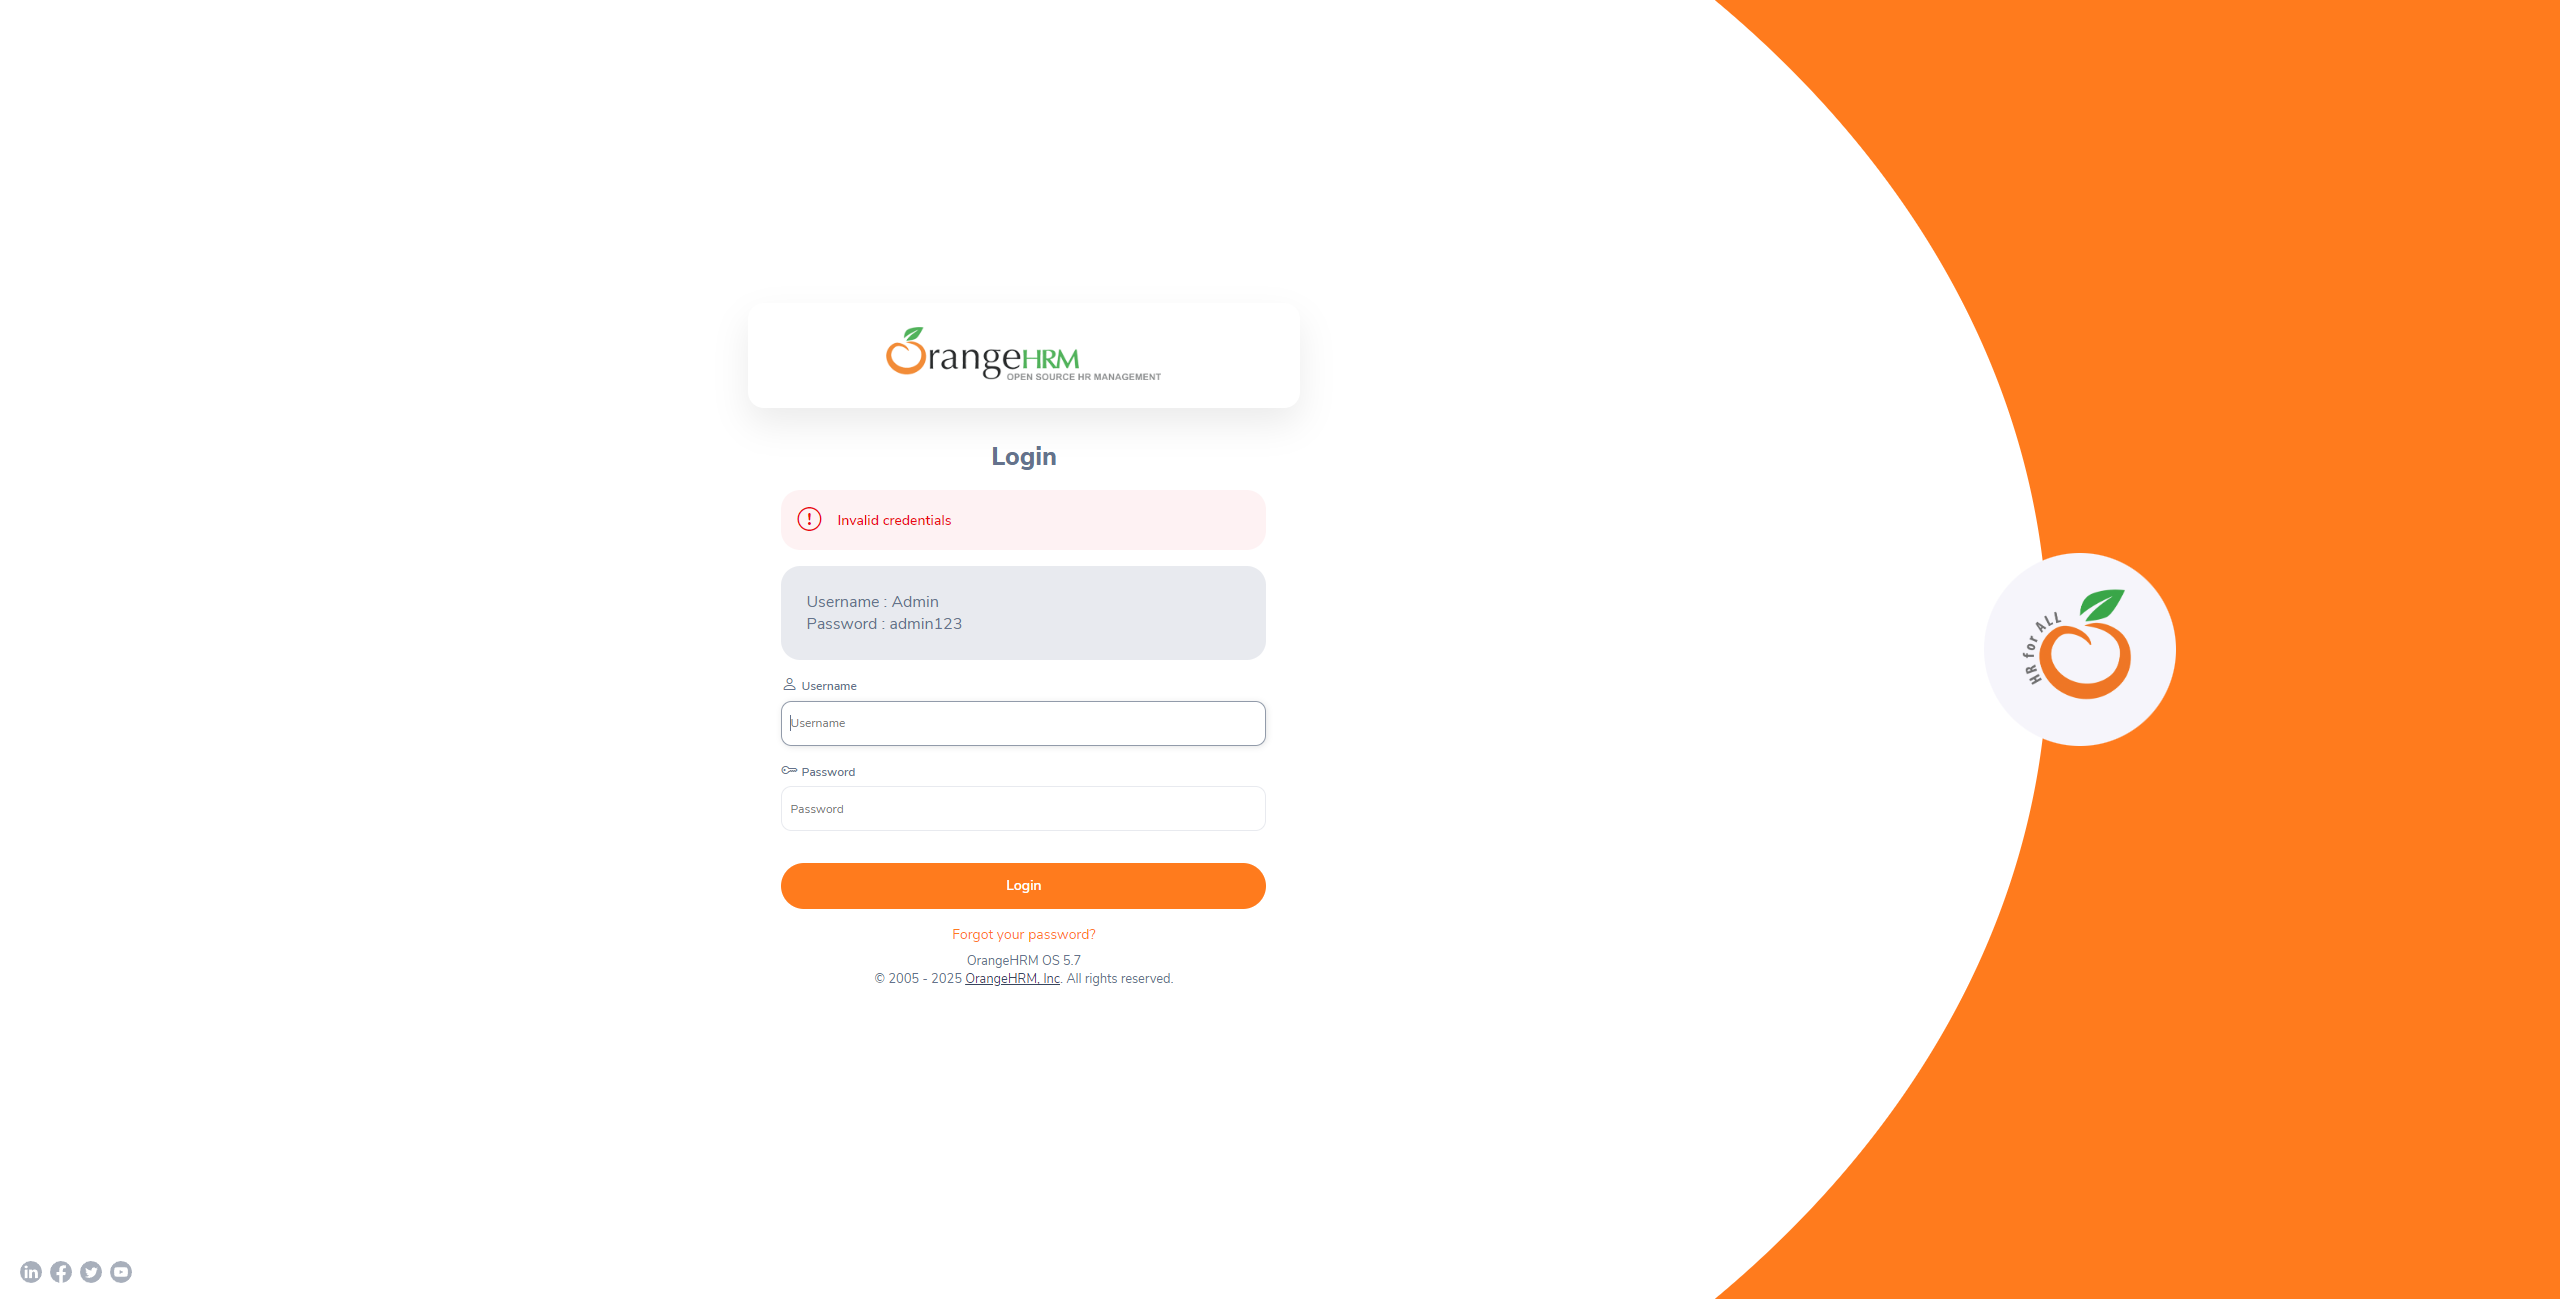 OrangeHRM
OPEN SOURCE HR MANAGEMENT
Login
Invalid credentials
Username : Admin
Password : admin123
Username
Username
Password
Password
Login
Forgot your password?
OrangeHRM OS 5.7
© 2005 - 2025 OrangeHRM, Inc. All rights reserved.
HR for ALL